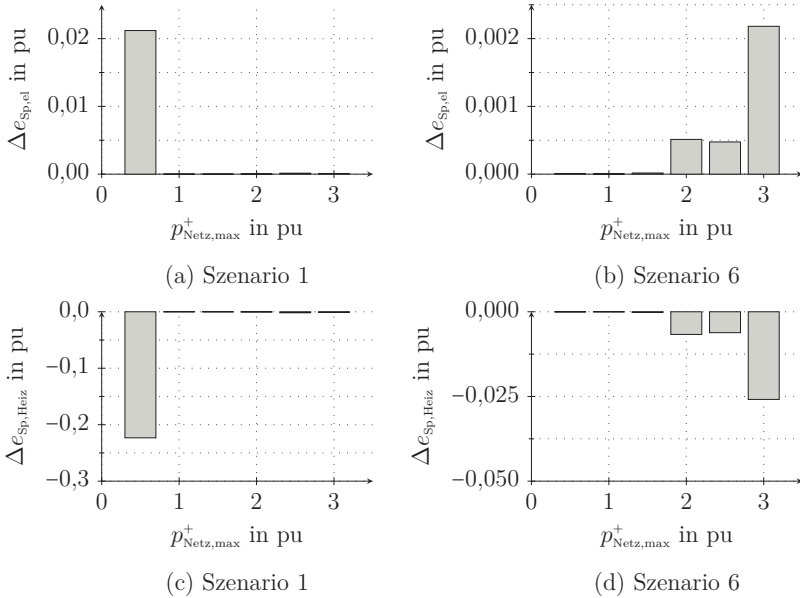 Δe_Sp,el in pu
0,02
0,01
0,00
0 1 2 3
p⁺_Netz,max in pu
(a) Szenario 1
Δe_Sp,el in pu
0,002
0,001
0,000
0 1 2 3
p⁺_Netz,max in pu
(b) Szenario 6
Δe_Sp,Heiz in pu
0,0
−0,1
−0,2
−0,3
0 1 2 3
p⁺_Netz,max in pu
(c) Szenario 1
Δe_Sp,Heiz in pu
0,000
−0,025
−0,050
0 1 2 3
p⁺_Netz,max in pu
(d) Szenario 6